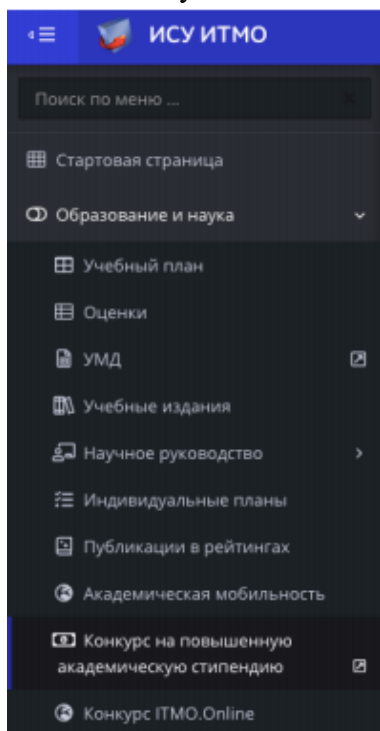 ИСУ ИТМО
Поиск по меню ...
Стартовая страница
Образование и наука
Учебный план
Оценки
УМД
Учебные издания
Научное руководство
Индивидуальные планы
Публикации в рейтингах
Академическая мобильность
Конкурс на повышенную
академическую стипендию
Конкурс ITMO.Online